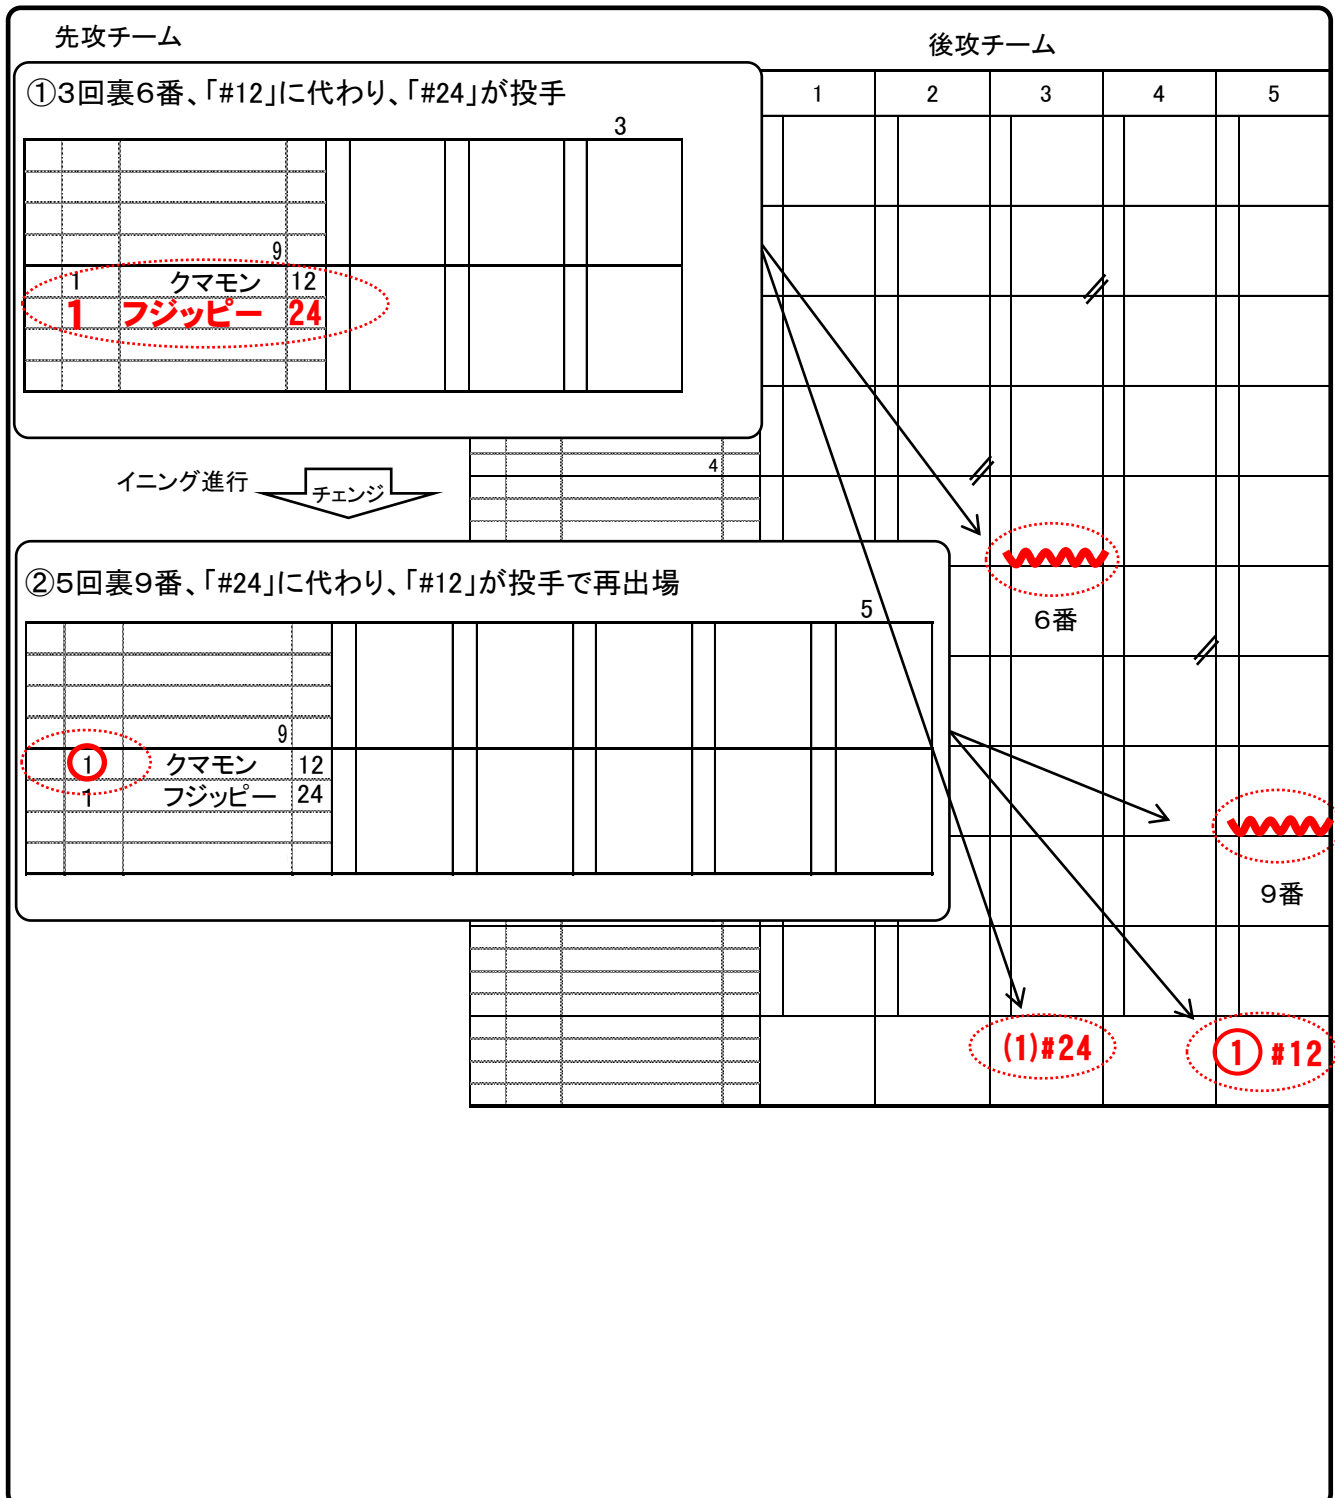 先攻チーム
後攻チーム
①3回裏6番、「#12」に代わり、「#24」が投手
1 2 3 4 5
3
9
1 クマモン 12
1 フジッピー 24
4
イニング進行
チェンジ
②5回裏9番、「#24」に代わり、「#12」が投手で再出場
5
6番
9
1 クマモン 12
1 フジッピー 24
9番
(1)#24
① #12